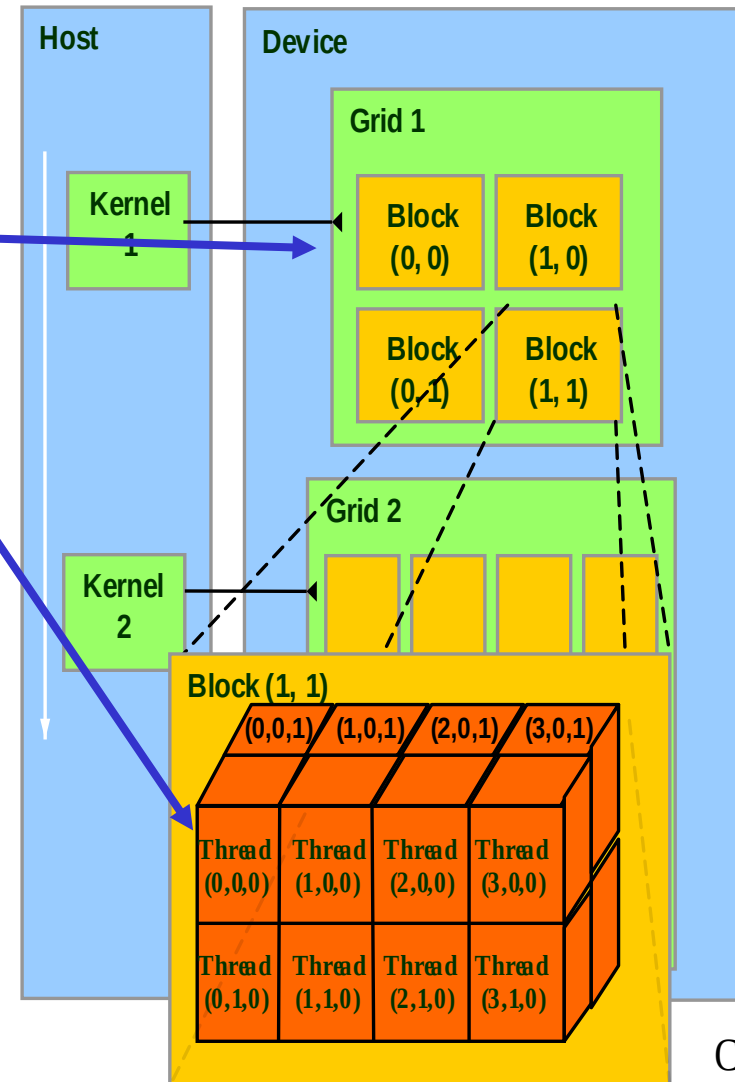 Host
Device
Grid 1
Kernel
1
Block
(0, 0)
Block
(1, 0)
Block
(0, 1)
Block
(1, 1)
Grid 2
Kernel
2
Block (1, 1)
(0,0,1) (1,0,1) (2,0,1) (3,0,1)
Thread
(0,0,0)
Thread
(1,0,0)
Thread
(2,0,0)
Thread
(3,0,0)
Thread
(0,1,0)
Thread
(1,1,0)
Thread
(2,1,0)
Thread
(3,1,0)